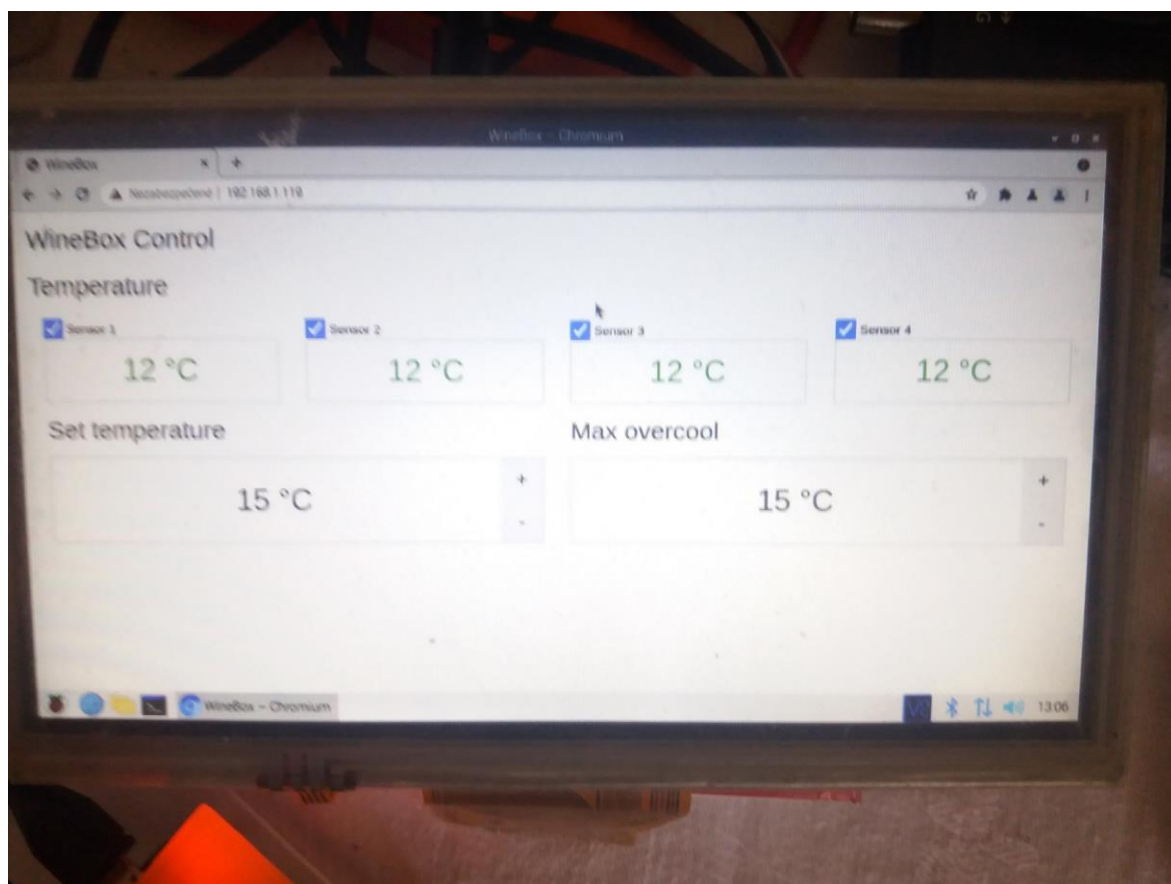 WineBox – Chromium
WineBox
Nezabezpečené | 192.168.1.119
WineBox Control
Temperature
Sensor 1 Sensor 2 Sensor 3 Sensor 4
12 °C 12 °C 12 °C 12 °C
Set temperature Max overcool
15 °C + - 15 °C + -
WineBox – Chromium 13:06